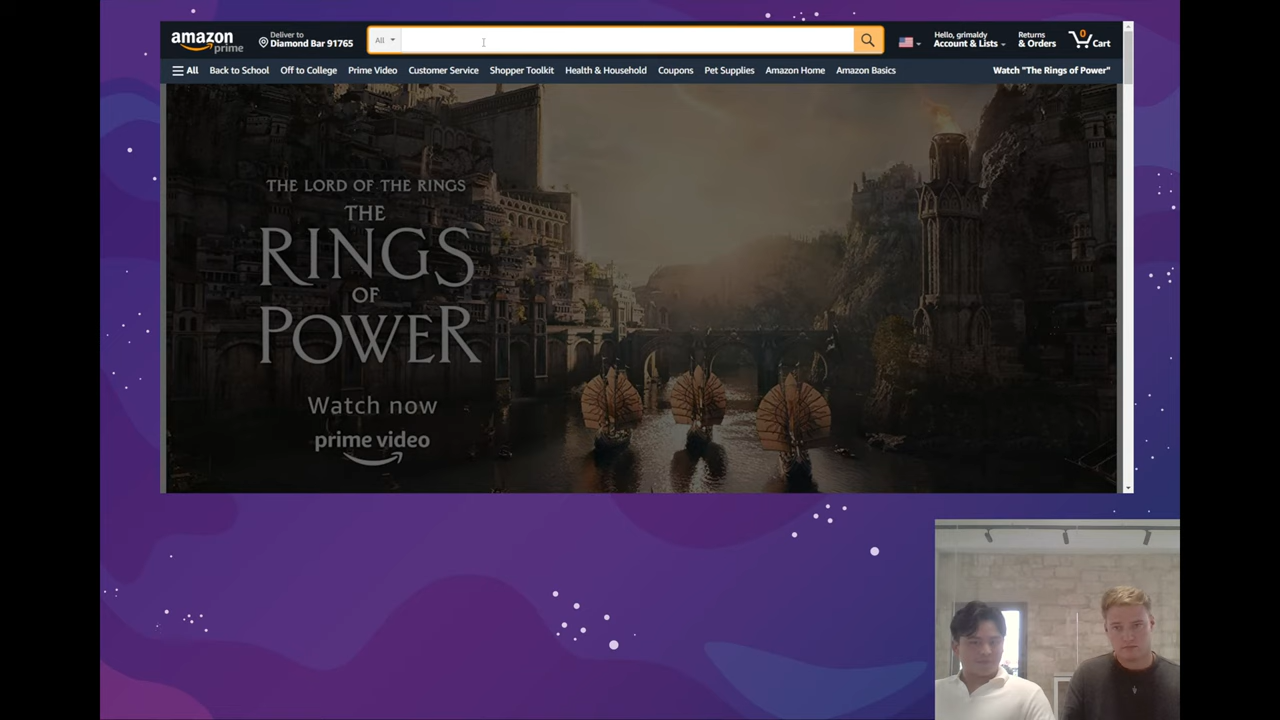 amazon
prime
Deliver to
Diamond Bar 91765
All
Hello, grimaldy
Account & Lists
Returns
& Orders
0
Cart
All
Back to School
Off to College
Prime Video
Customer Service
Shopper Toolkit
Health & Household
Coupons
Pet Supplies
Amazon Home
Amazon Basics
Watch "The Rings of Power"
THE LORD OF THE RINGS
THE
RINGS
OF
POWER
Watch now
prime video